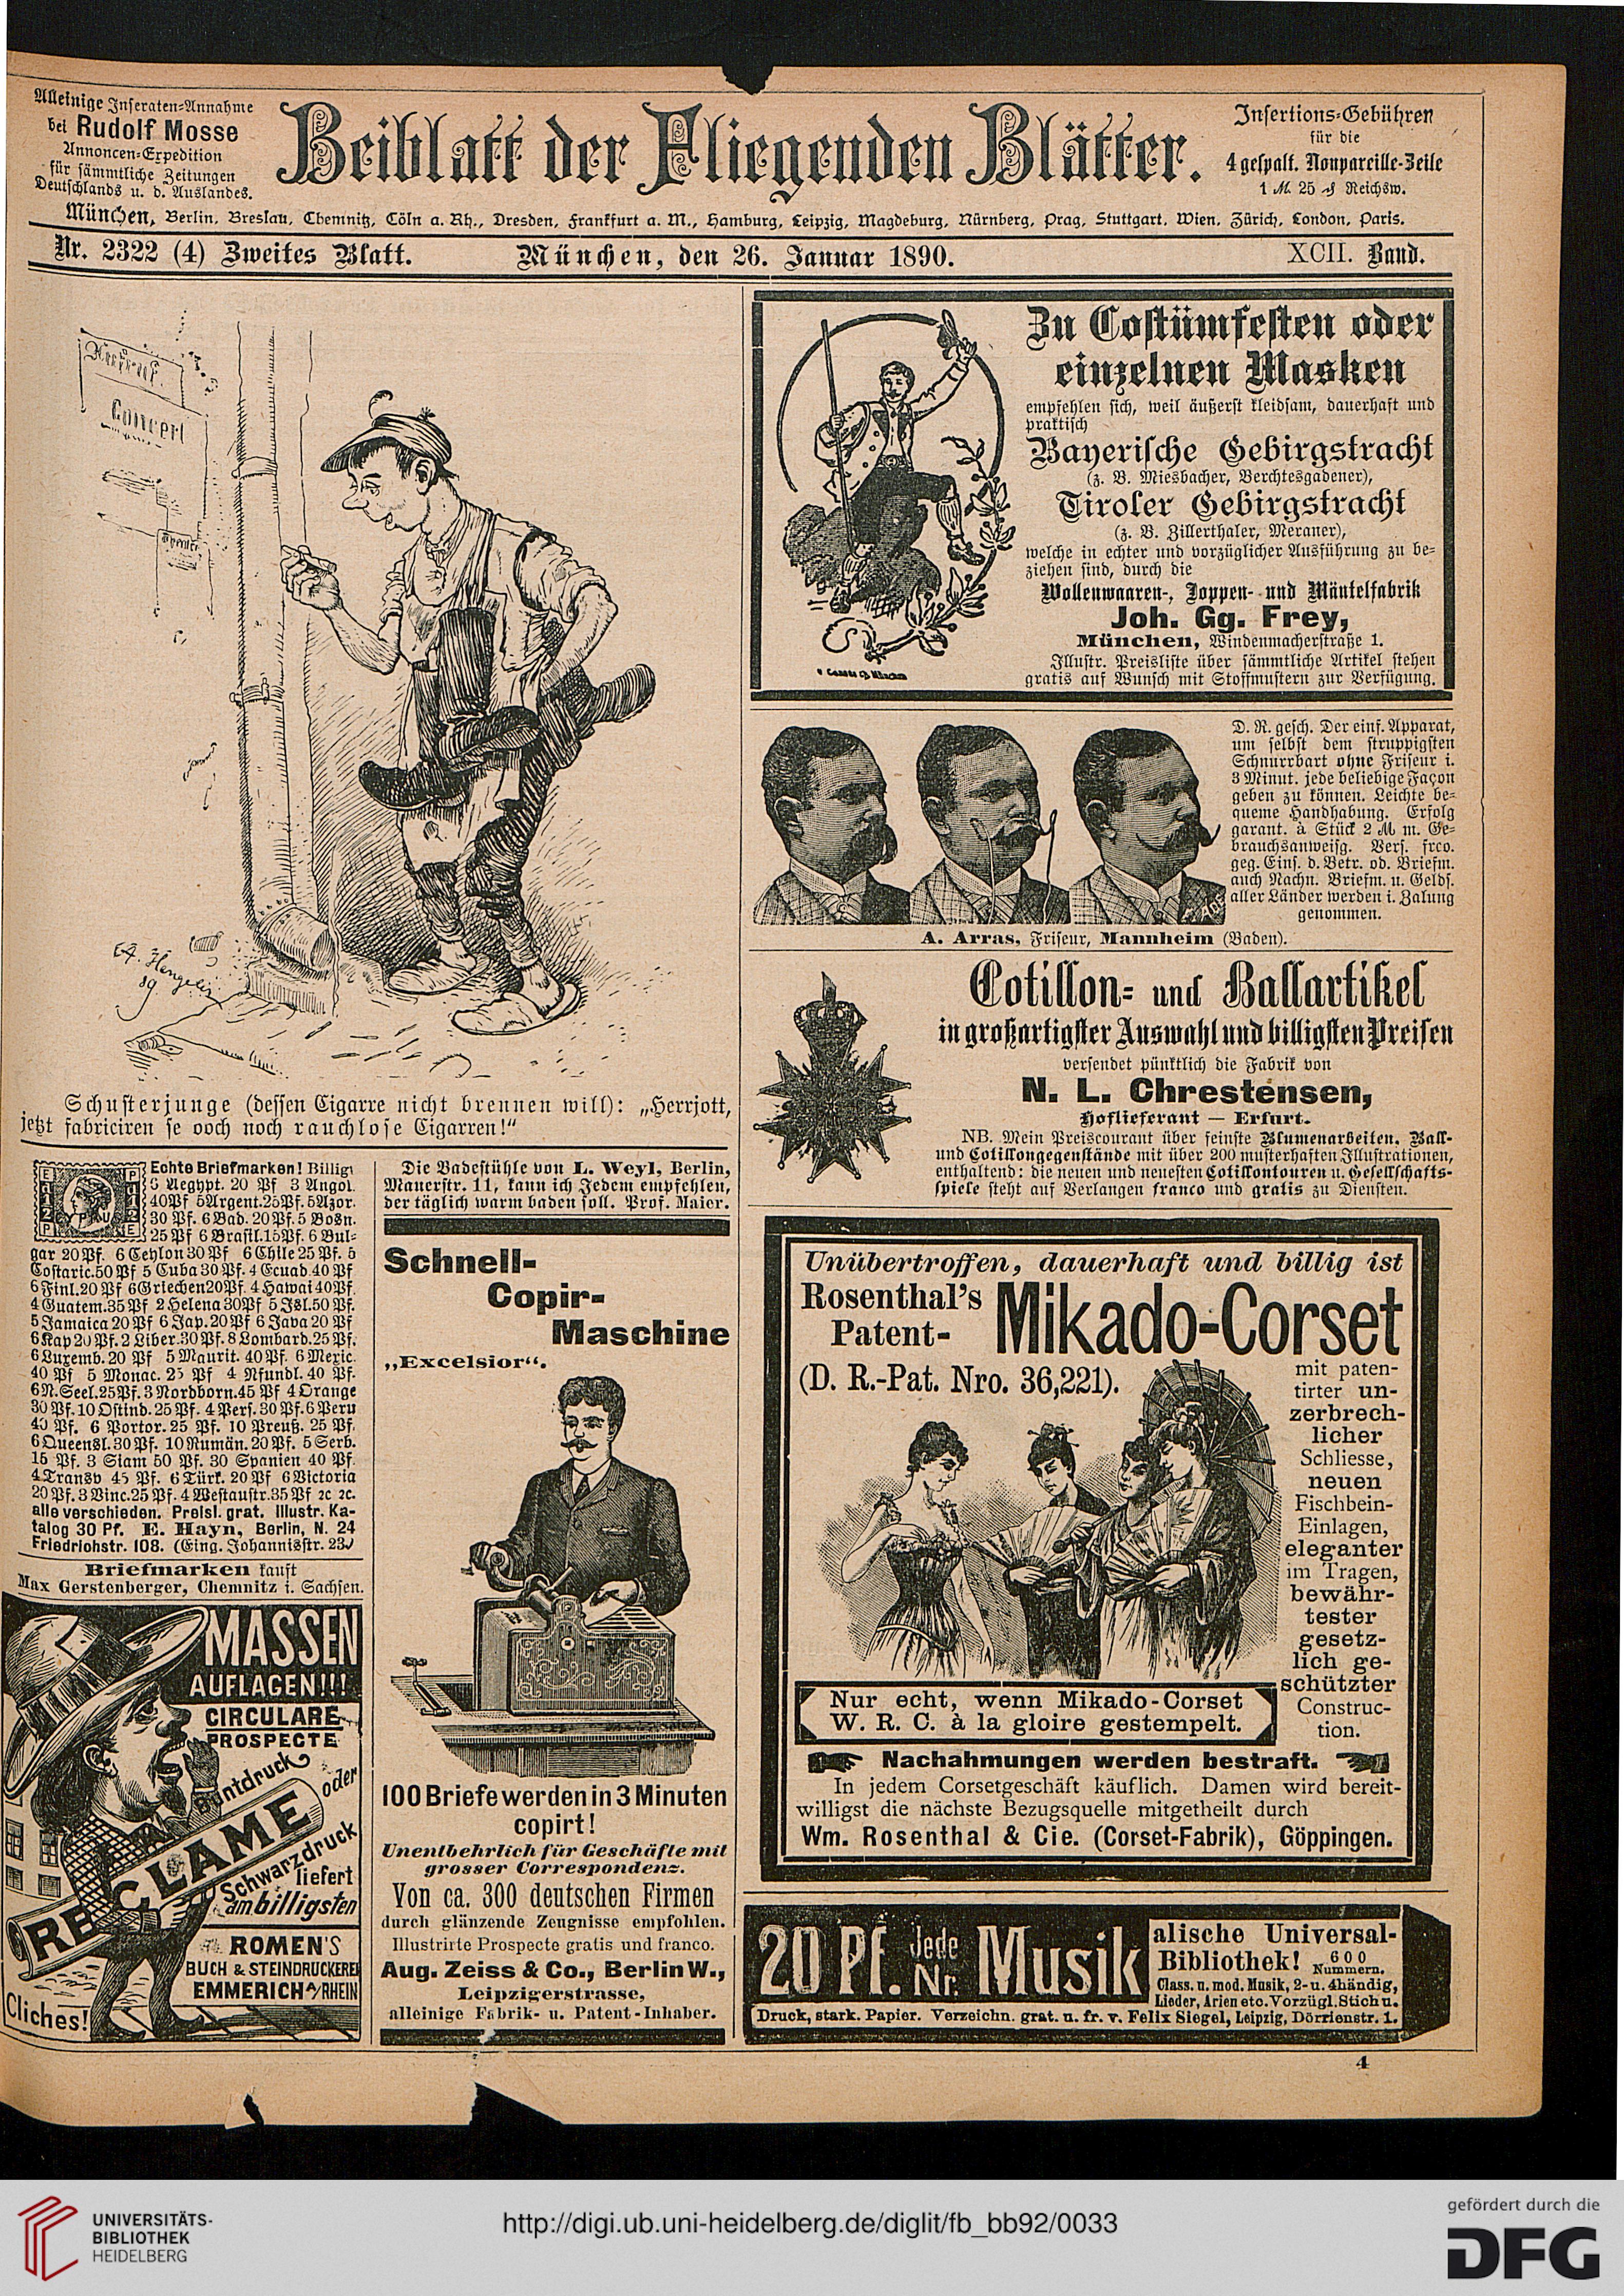 Alleinige Inseraten-Annahme
bei Rudolf Mosse
Annoncen-Expedition
für sämmtliche Zeitungen
Deutschlands u. d. Auslandes.
Beiblatt der Fliegenden Blätter.
Insertions-Gebühren
für die
4 gespalt. Nonpareille-Zeile
1 M. 25 ₰ Reichsw.
München, Berlin, Breslau, Chemnitz, Cöln a. Rh., Dresden, Frankfurt a. M., Hamburg, Leipzig, Magdeburg, Nürnberg, Prag, Stuttgart, Wien, Zürich, London, Paris.
Nr. 2322 (4) Zweites Blatt. München, den 26. Januar 1890. XCII. Band.
Concert
Theater
Schusterjunge (dessen Cigarre nicht brennen will): „Herrjott,
jetzt fabriciren se ooch noch rauchlose Cigarren!“
Echte Briefmarken! Billig!
5 Aegypt. 20 Pf 3 Angol.
40Pf 5Argent.25Pf.5Azor.
30 Pf. 6 Bad. 20 Pf. 5 Bosn.
25 Pf 6 Brasil. 15Pf. 6 Bul-
gar 20 Pf. 6 Ceylon 30 Pf 6 Chile 25 Pf. 5
Costaric. 50 Pf 5 Cuba 30 Pf. 4 Ecuad. 40 Pf
6 Finl. 20 Pf 6 Griechen 20Pf. 4 Hawai 40Pf.
4 Guatem. 35 Pf 2 Helena 30Pf 5 Isl. 50 Pf.
5 Jamaica 20 Pf 6 Jap. 20 Pf 6 Java 20 Pf
6 Kap 20 Pf. 2 Liber. 30 Pf. 8 Lombard. 25 Pf.
6 Luxemb. 20 Pf 5 Maurit. 40 Pf. 6 Mexic.
40 Pf 5 Monac. 25 Pf 4 Nfundl. 40 Pf.
6 N. Seel. 25Pf. 3 Nordborn. 45 Pf 4 Orange
30 Pf. 10 Ostind. 25 Pf. 4 Pers. 30 Pf. 6 Peru
40 Pf. 6 Portor. 25 Pf. 10 Preuß. 25 Pf.
6 Queensl. 30 Pf. 10 Rumän. 20 Pf. 5 Serb.
15 Pf. 3 Siam 50 Pf. 30 Spanien 40 Pf.
4 Transv 45 Pf. 6 Türk. 20 Pf 6 Victoria
20 Pf. 3 Vinc. 25 Pf. 4 Westaustr. 35 Pf ꝛc ꝛc.
alle verschieden. Preisl. grat. Illustr. Ka-
talog 30 Pf. E. Hayn, Berlin, N. 24
Friedrichstr. 108. (Eing. Johannisstr. 23.)
Briefmarken kauft
Max Gerstenberger, Chemnitz i. Sachsen.
MASSEN
AUFLAGEN!!!
CIRCULARE
PROSPECTE
Buntdruck
oder
RECLAME
Schwarzdruck
liefert
am billigsten
ROMEN'S
BUCH & STEINDRUCKEREI
EMMERICH A/RHEIN
Cliches!
Die Badestühle von L. Weyl, Berlin,
Mauerstr. 11, kann ich Jedem empfehlen,
der täglich warm baden soll. Prof. Maier.
Schnell-
Copir-
Maschine
„Excelsior“.
100 Briefe werden in 3 Minuten
copirt!
Unentbehrlich für Geschäfte mit
grosser Correspondenz.
Von ca. 300 deutschen Firmen
durch glänzende Zeugnisse empfohlen.
Illustrirte Prospecte gratis und franco.
Aug. Zeiss & Co., Berlin W.,
Leipzigerstrasse,
alleinige Fabrik- u. Patent-Inhaber.
Zu Costümfesten oder
einzelnen Masken
empfehlen sich, weil äußerst kleidsam, dauerhaft und
praktisch
Bayerische Gebirgstracht
(z. B. Miesbacher, Berchtesgadener),
Tiroler Gebirgstracht
(z. B. Zillerthaler, Meraner),
welche in echter und vorzüglicher Ausführung zu be-
ziehen sind, durch die
Wollenwaaren-, Joppen- und Mäntelfabrik
Joh. Gg. Frey,
München, Windenmacherstraße 1.
Illustr. Preisliste über sämmtliche Artikel stehen
gratis auf Wunsch mit Stoffmustern zur Verfügung.
D. R. gesch. Der einf. Apparat,
um selbst dem struppigsten
Schnurrbart ohne Friseur i.
3 Minut. jede beliebige Façon
geben zu können. Leichte be-
queme Handhabung. Erfolg
garant. à Stück 2 M m. Ge-
brauchsanweisg. Vers. frco.
geg. Eins. d. Betr. od. Briefm.
auch Nachn. Briefm. u. Gelds.
aller Länder werden i. Zalung
genommen.
A. Arras, Friseur, Mannheim (Baden).
Cotillon- und Ballartikel
in großartigster Auswahl und billigsten Preisen
versendet pünktlich die Fabrik von
N. L. Chrestensen,
Hoflieferant — Erfurt.
NB. Mein Preiscourant über feinste Blumenarbeiten, Ball-
und Cotillongegenstände mit über 200 musterhaften Illustrationen,
enthaltend: die neuen und neuesten Cotillontouren u. Gesellschafts-
spiele steht auf Verlangen franco und gratis zu Diensten.
Unübertroffen, dauerhaft und billig ist
Rosenthal's
Patent-
Mikado-Corset
(D. R.-Pat. Nro. 36,221).
mit paten-
tirter un-
zerbrech-
licher
Schliesse,
neuen
Fischbein-
Einlagen,
eleganter
im Tragen,
bewähr-
tester
gesetz-
lich ge-
schützter
Construc-
tion.
Nur echt, wenn Mikado-Corset
W. R. C. à la gloire gestempelt.
Nachahmungen werden bestraft.
In jedem Corsetgeschäft käuflich. Damen wird bereit-
willigst die nächste Bezugsquelle mitgetheilt durch
Wm. Rosenthal & Cie. (Corset-Fabrik), Göppingen.
20 Pf. Jede Nr. Musik
alische Universal-
Bibliothek! 600 Nummern.
Class. u. mod. Musik, 2- u. 4händig,
Lieder, Arien etc. Vorzügl. Stich u.
Druck, stark. Papier. Verzeichn. grat. u. fr. v. Felix Siegel, Leipzig, Dörrienstr. 1.
4
UNIVERSITÄTS-
BIBLIOTHEK
HEIDELBERG
http://digi.ub.uni-heidelberg.de/diglit/fb_bb92/0033
gefördert durch die
DFG